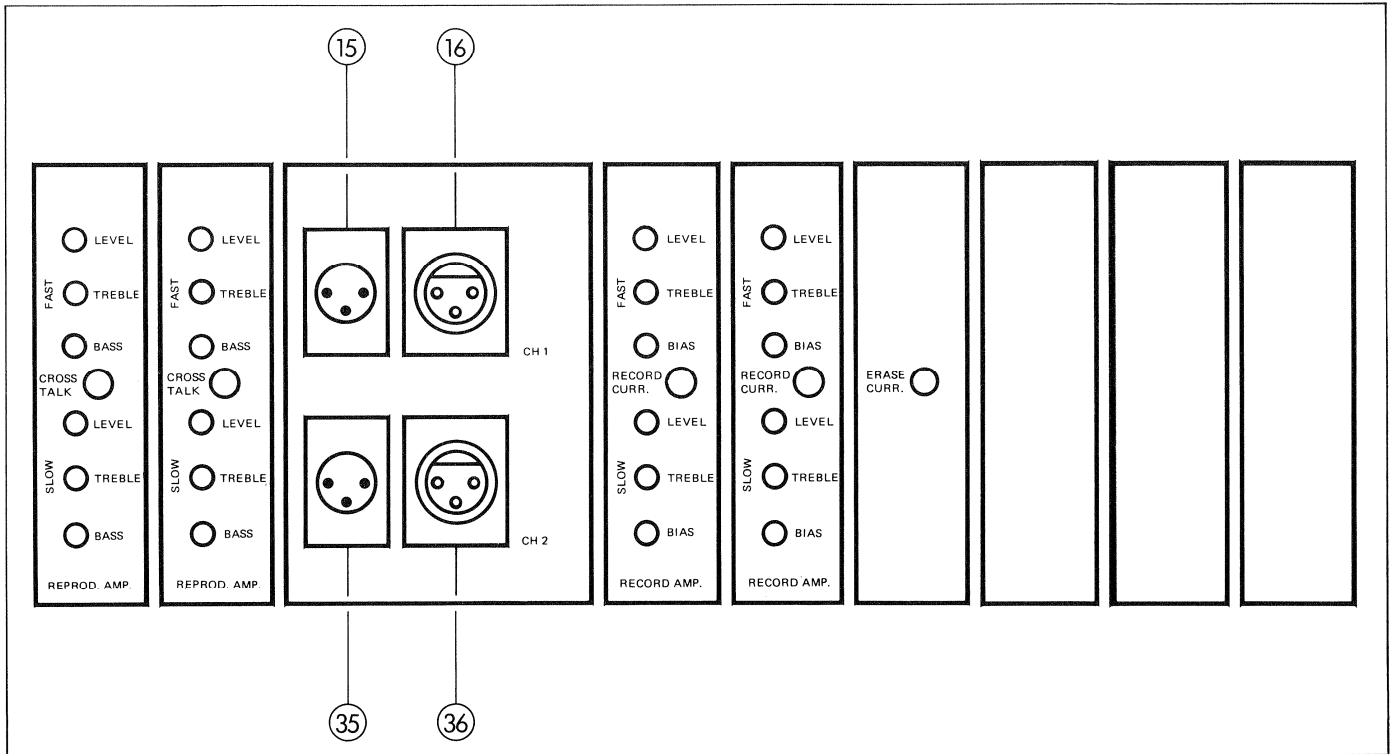 15
16
LEVEL
FAST
TREBLE
BASS
CROSS
TALK
LEVEL
SLOW
TREBLE
BASS
REPROD. AMP.
LEVEL
FAST
TREBLE
BASS
CROSS
TALK
LEVEL
SLOW
TREBLE
BASS
REPROD. AMP.
CH 1
CH 2
LEVEL
FAST
TREBLE
BIAS
RECORD
CURR.
LEVEL
SLOW
TREBLE
BIAS
RECORD AMP.
LEVEL
FAST
TREBLE
BIAS
RECORD
CURR.
LEVEL
SLOW
TREBLE
BIAS
RECORD AMP.
ERASE
CURR.
35
36